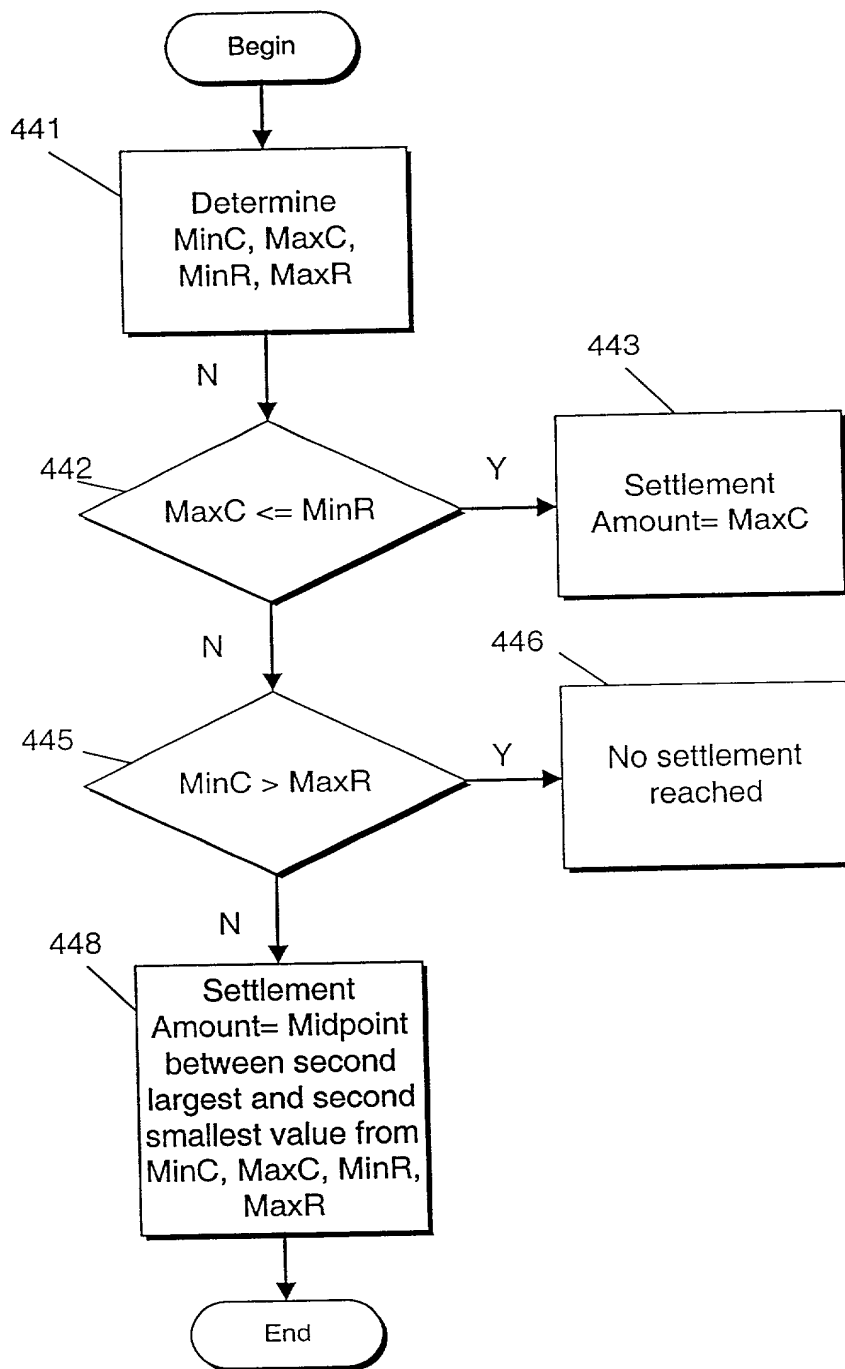 Begin
441
Determine
MinC, MaxC,
MinR, MaxR
N
443
442
MaxC <= MinR
Y
Settlement
Amount= MaxC
N
446
445
MinC > MaxR
Y
No settlement
reached
N
448
Settlement
Amount= Midpoint
between second
largest and second
smallest value from
MinC, MaxC, MinR,
MaxR
End